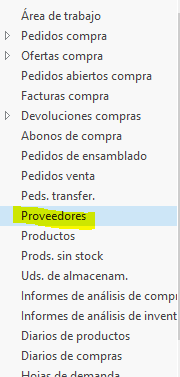 Área de trabajo
Pedidos compra
Ofertas compra
Pedidos abiertos compra
Facturas compra
Devoluciones compras
Abonos de compra
Pedidos de ensamblado
Pedidos venta
Peds. transfer.
Proveedores
Productos
Prods. sin stock
Uds. de almacenam.
Informes de análisis de compr
Informes de análisis de invent
Diarios de productos
Diarios de compras
Hojas de demanda